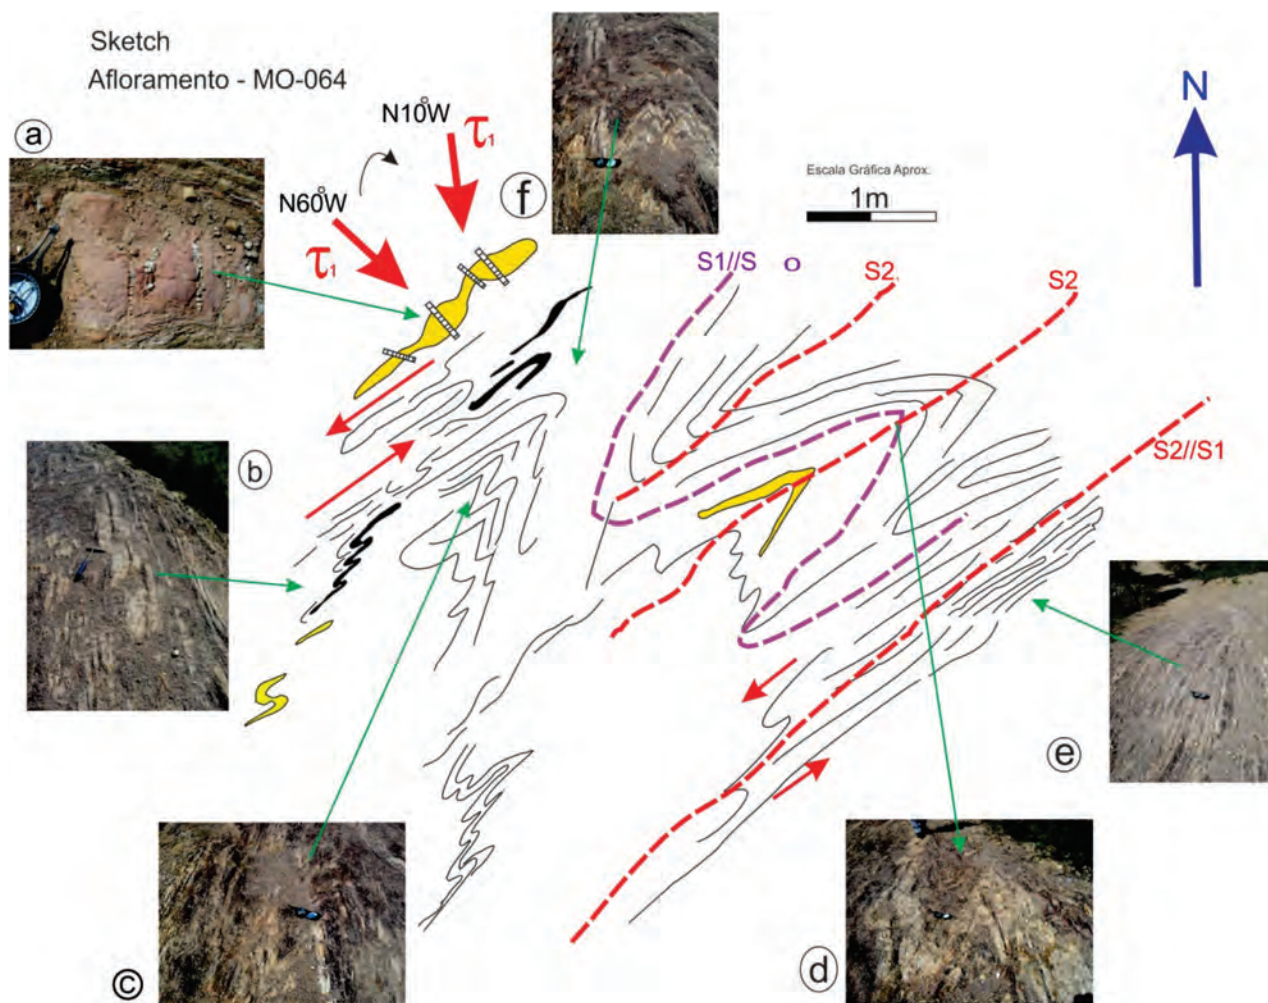 Sketch
Afloramento - MO-064
a
N10°W
τ1
N60°W
τ1
f
Escala Gráfica Aprox.
1m
N
S1//S o
S2
S2
S2//S1
b
e
c
d